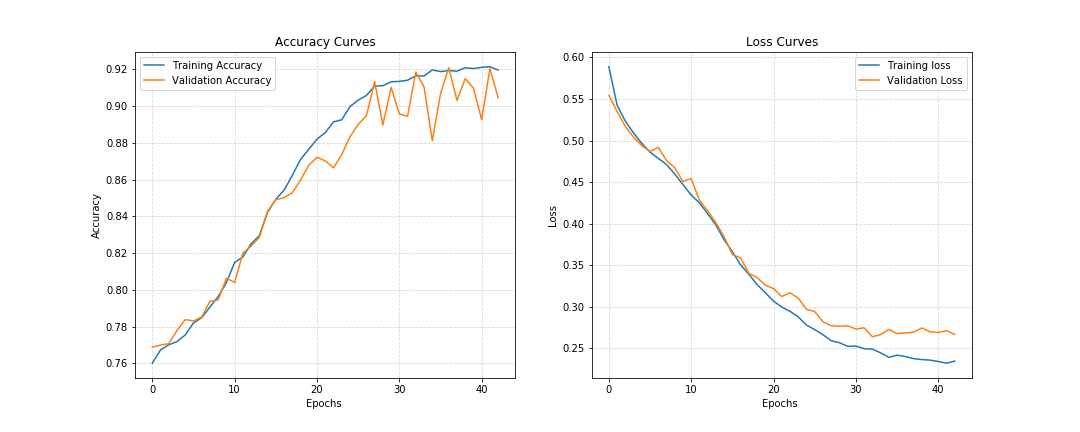 Accuracy Curves
Training Accuracy
Validation Accuracy
0.92
0.90
0.88
0.86
0.84
0.82
0.80
0.78
0.76
Accuracy
0 10 20 30 40
Epochs
Loss Curves
Training loss
Validation Loss
0.60
0.55
0.50
0.45
0.40
0.35
0.30
0.25
Loss
0 10 20 30 40
Epochs